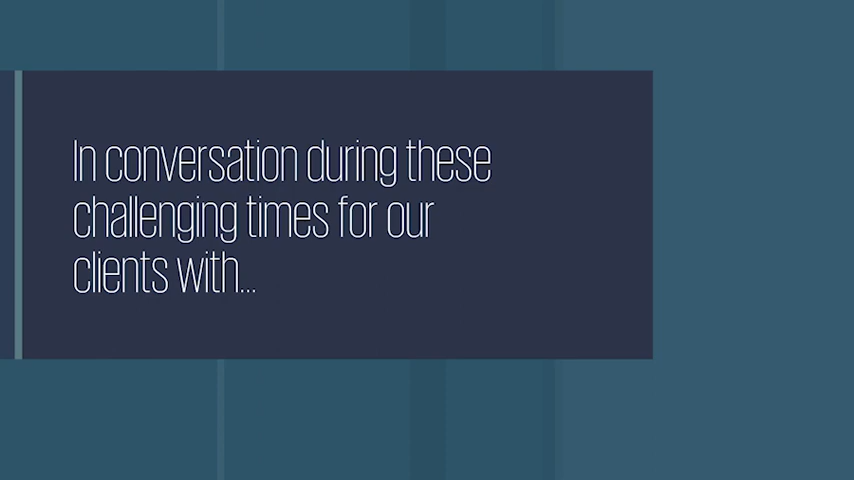 In conversation during these
challenging times for our
clients with...